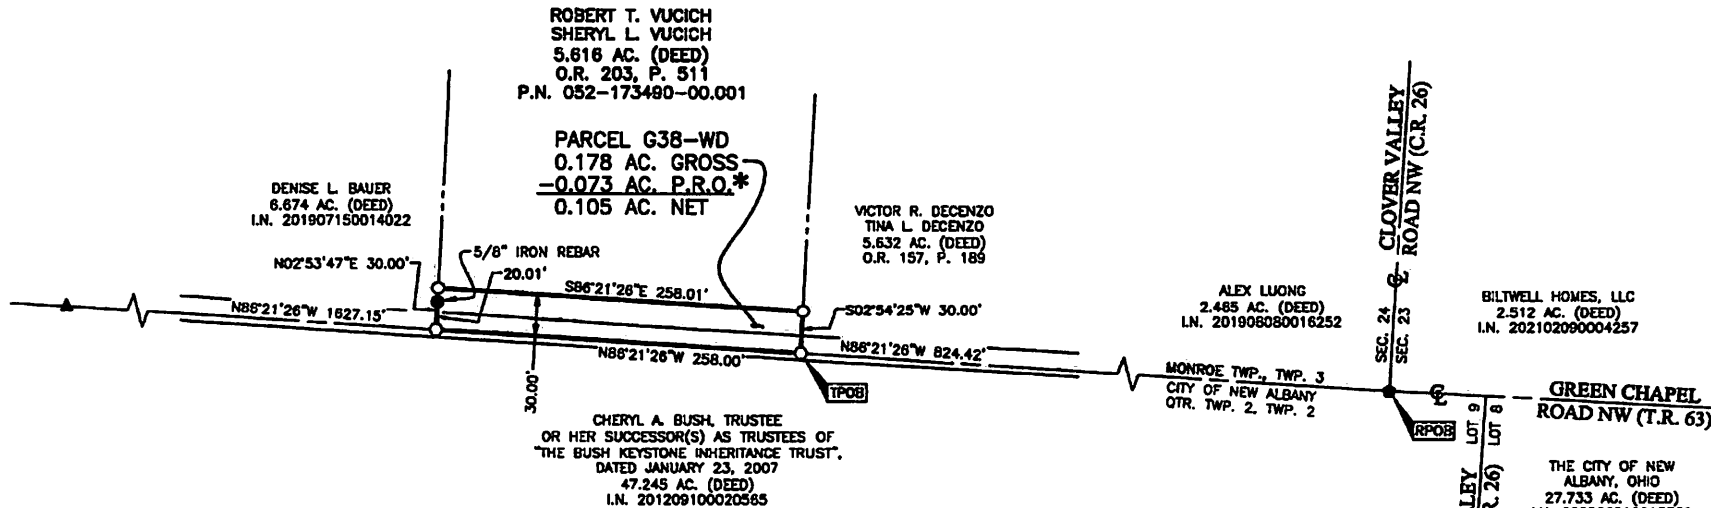 ROBERT T. VUCICH
SHERYL L. VUCICH
5.616 AC. (DEED)
O.R. 203, P. 511
P.N. 052-173490-00.001
PARCEL G38-WD
0.178 AC. GROSS
-0.073 AC. P.R.O.*
0.105 AC. NET
DENISE L. BAUER
6.674 AC. (DEED)
I.N. 201907150014022
5/8" IRON REBAR
N02°53'47"E 30.00'
20.01'
S86°21'26"E 258.01'
VICTOR R. DECENZO
TINA L. DECENZO
5.632 AC. (DEED)
O.R. 157, P. 189
S02°54'25"W 30.00'
N86°21'26"W 1627.15'
N86°21'26"W 258.00'
N86°21'26"W 824.42'
30.00'
TPOB
CHERYL A. BUSH, TRUSTEE
OR HER SUCCESSOR(S) AS TRUSTEES OF
"THE BUSH KEYSTONE INHERITANCE TRUST",
DATED JANUARY 23, 2007
47.245 AC. (DEED)
I.N. 201209100020565
ALEX LUONG
2.485 AC. (DEED)
I.N. 201908080016252
MONROE TWP., TWP. 3
CITY OF NEW ALBANY
QTR. TWP. 2, TWP. 2
CLOVER VALLEY
ROAD NW (C.R. 26)
SEC. 24
SEC. 23
BILTWELL HOMES, LLC
2.512 AC. (DEED)
I.N. 202102090004257
GREEN CHAPEL
ROAD NW (T.R. 63)
RPOB
LOT 9
LOT 8
LLEY
R. 26)
THE CITY OF NEW
ALBANY, OHIO
27.733 AC. (DEED)